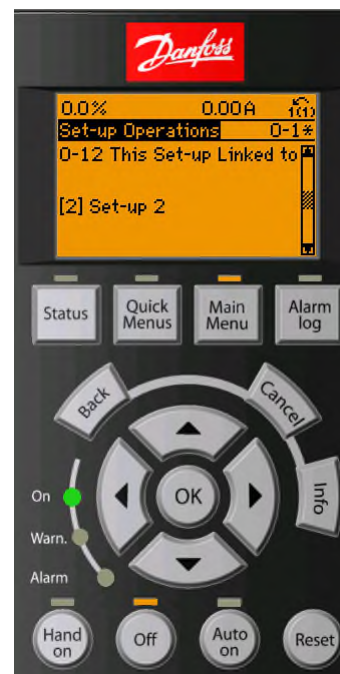 Danfoss
0.0% 0.00A 1(1)
Set-up Operations 0-1*
0-12 This Set-up Linked to
[2] Set-up 2
Status Quick Menus Main Menu Alarm log
Back Cancel
OK
Info
On
Warn.
Alarm
Hand on Off Auto on Reset